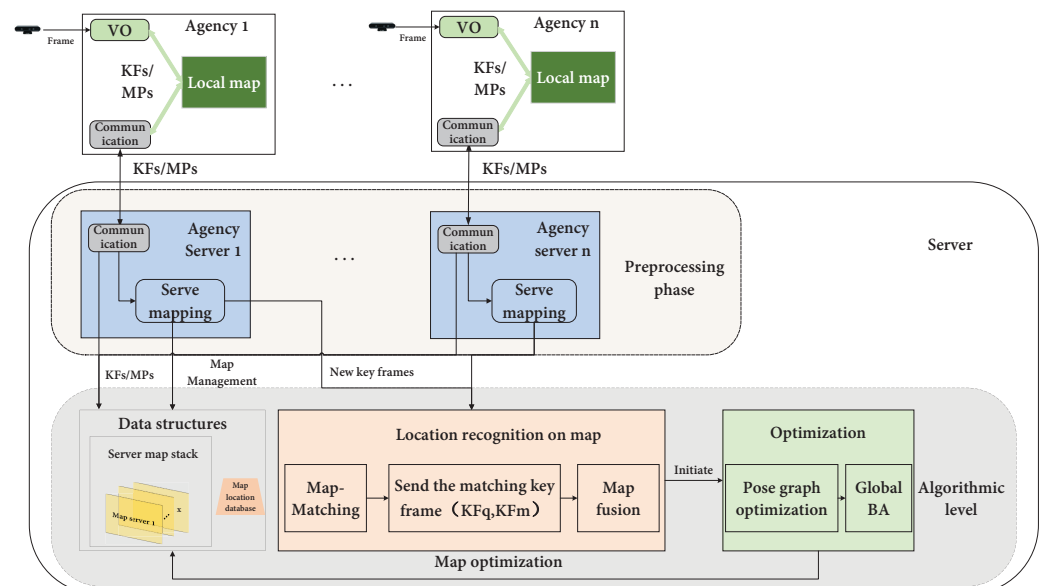 Agency 1
VO
Frame
KFs/
MPs
Local map
Commun
ication
KFs/MPs
...
Agency n
VO
Frame
KFs/
MPs
Local map
Commun
ication
KFs/MPs
Server
Agency
Server 1
Commun
ication
Serve
mapping
...
Agency
server n
Commun
ication
Serve
mapping
Preprocessing
phase
KFs/MPs
Map
Management
New key frames
Data structures
Server map stack
Map server 1
...
x
Map
location
database
Location recognition on map
Map-
Matching
Send the matching key
frame（KFq,KFm）
Map
fusion
Initiate
Optimization
Pose graph
optimization
Global
BA
Algorithmic
level
Map optimization